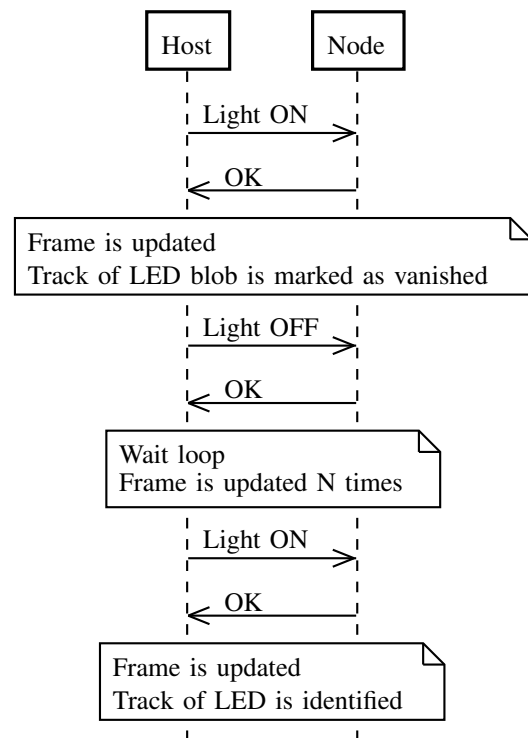 Host Node
Light ON
OK
Frame is updated
Track of LED blob is marked as vanished
Light OFF
OK
Wait loop
Frame is updated N times
Light ON
OK
Frame is updated
Track of LED is identified